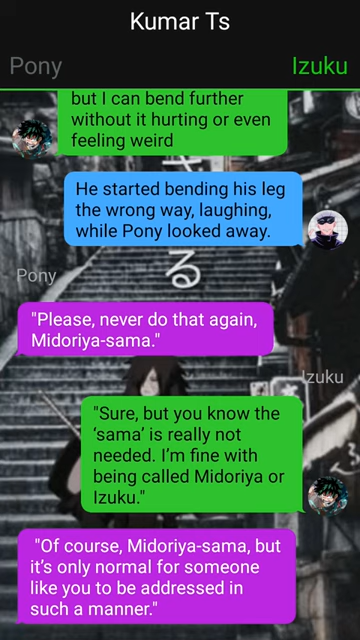 Kumar Ts
Pony
Izuku
but I can bend further
without it hurting or even
feeling weird
He started bending his leg
the wrong way, laughing,
while Pony looked away.
る
Pony
"Please, never do that again,
Midoriya-sama."
Izuku
"Sure, but you know the
‘sama’ is really not
needed. I’m fine with
being called Midoriya or
Izuku."
"Of course, Midoriya-sama, but
it’s only normal for someone
like you to be addressed in
such a manner."